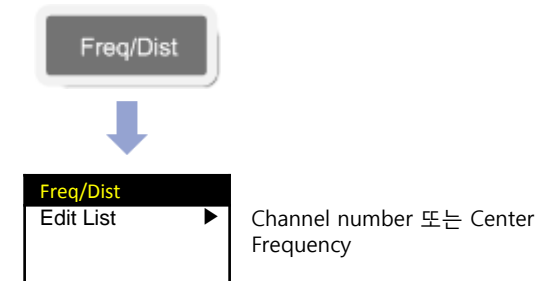 Freq/Dist
Freq/Dist
Edit List ▶
Channel number 또는 Center
Frequency